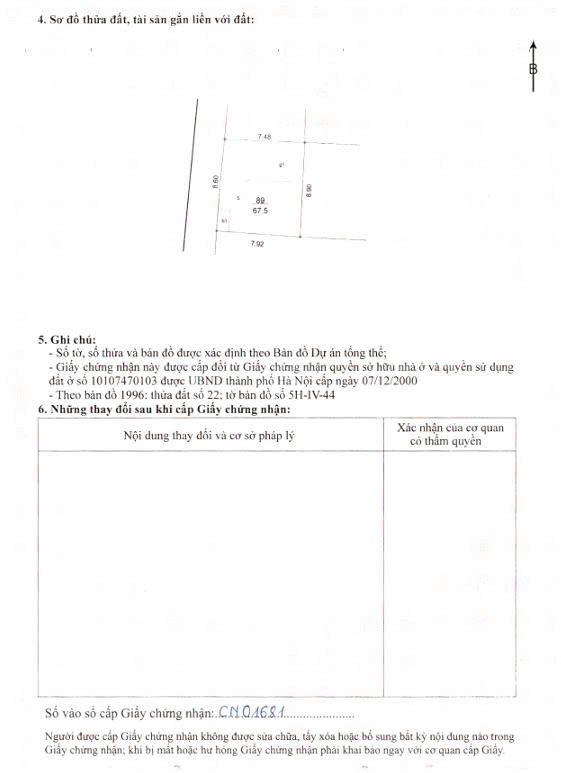 4. Sơ đồ thửa đất, tài sản gắn liền với đất:
B
7.48
8.60
8.90
5
89
67.5
7.92
5. Ghi chú:
- Số tờ, số thửa và bản đồ được xác định theo Bản đồ Dự án tổng thể;
- Giấy chứng nhận này được cấp đổi từ Giấy chứng nhận quyền sở hữu nhà ở và quyền sử dụng
đất ở số 10107470103 được UBND thành phố Hà Nội cấp ngày 07/12/2000
- Theo bản đồ 1996: thửa đất số 22; tờ bản đồ số 5H-IV-44
6. Những thay đổi sau khi cấp Giấy chứng nhận:
Nội dung thay đổi và cơ sở pháp lý
Xác nhận của cơ quan
có thẩm quyền
Số vào sổ cấp Giấy chứng nhận: CN01681
Người được cấp Giấy chứng nhận không được sửa chữa, tẩy xóa hoặc bổ sung bất kỳ nội dung nào trong
Giấy chứng nhận; khi bị mất hoặc hư hỏng Giấy chứng nhận phải khai báo ngay với cơ quan cấp Giấy.